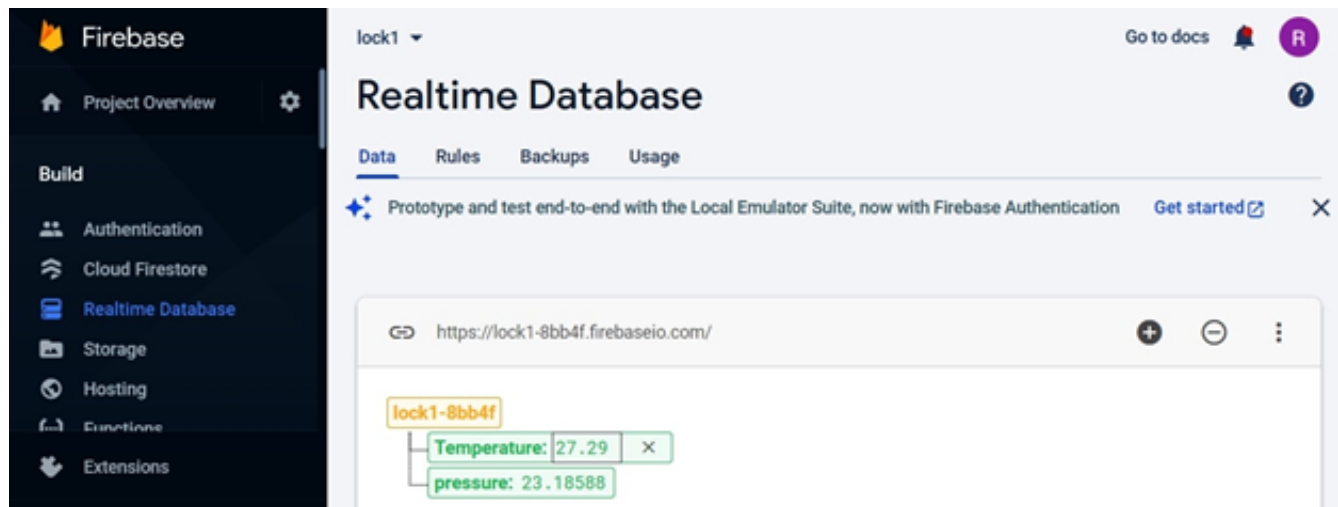 Firebase
lock1
Go to docs
R
Project Overview
Realtime Database
?
Data Rules Backups Usage
Build
Prototype and test end-to-end with the Local Emulator Suite, now with Firebase Authentication Get started
Authentication
Cloud Firestore
Realtime Database
Storage
Hosting
Functions
Extensions
https://lock1-8bb4f.firebaseio.com/
lock1-8bb4f
Temperature: 27.29 ×
pressure: 23.18588